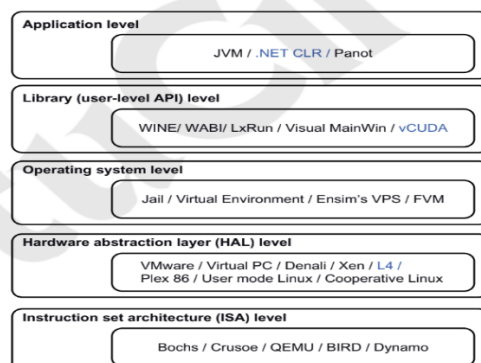 Application level
JVM / .NET CLR / Panot
Library (user-level API) level
WINE/ WABI/ LxRun / Visual MainWin / vCUDA
Operating system level
Jail / Virtual Environment / Ensim's VPS / FVM
Hardware abstraction layer (HAL) level
VMware / Virtual PC / Denali / Xen / L4 /
Plex 86 / User mode Linux / Cooperative Linux
Instruction set architecture (ISA) level
Bochs / Crusoe / QEMU / BIRD / Dynamo